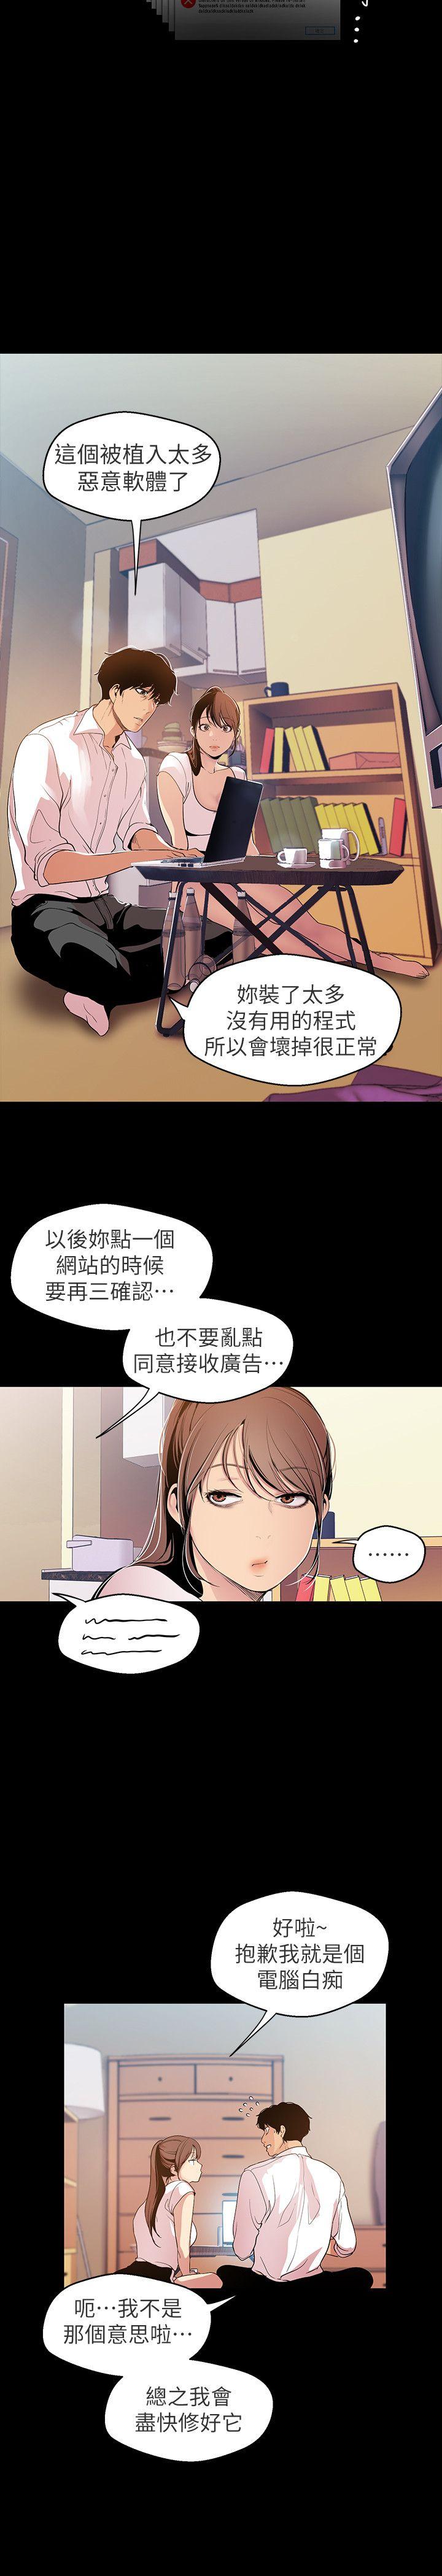 這個被植入太多
惡意軟體了
妳裝了太多
沒有用的程式
所以會壞掉很正常
以後妳點一個
網站的時候
要再三確認…
也不要亂點
同意接收廣告…
……
好啦~
抱歉我就是個
電腦白痴
呃…我不是
那個意思啦…
總之我會
盡快修好它